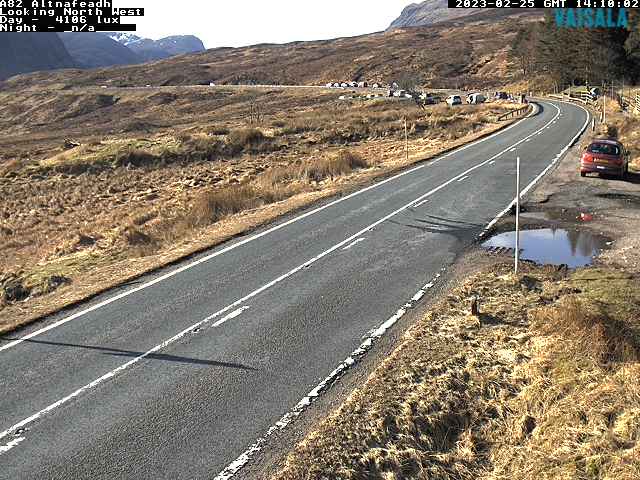 A82 Altnafeadh
Looking North West
Day - 4106 lux
Night - n/a
2023-02-25 GMT 14:10:02
VAISALA